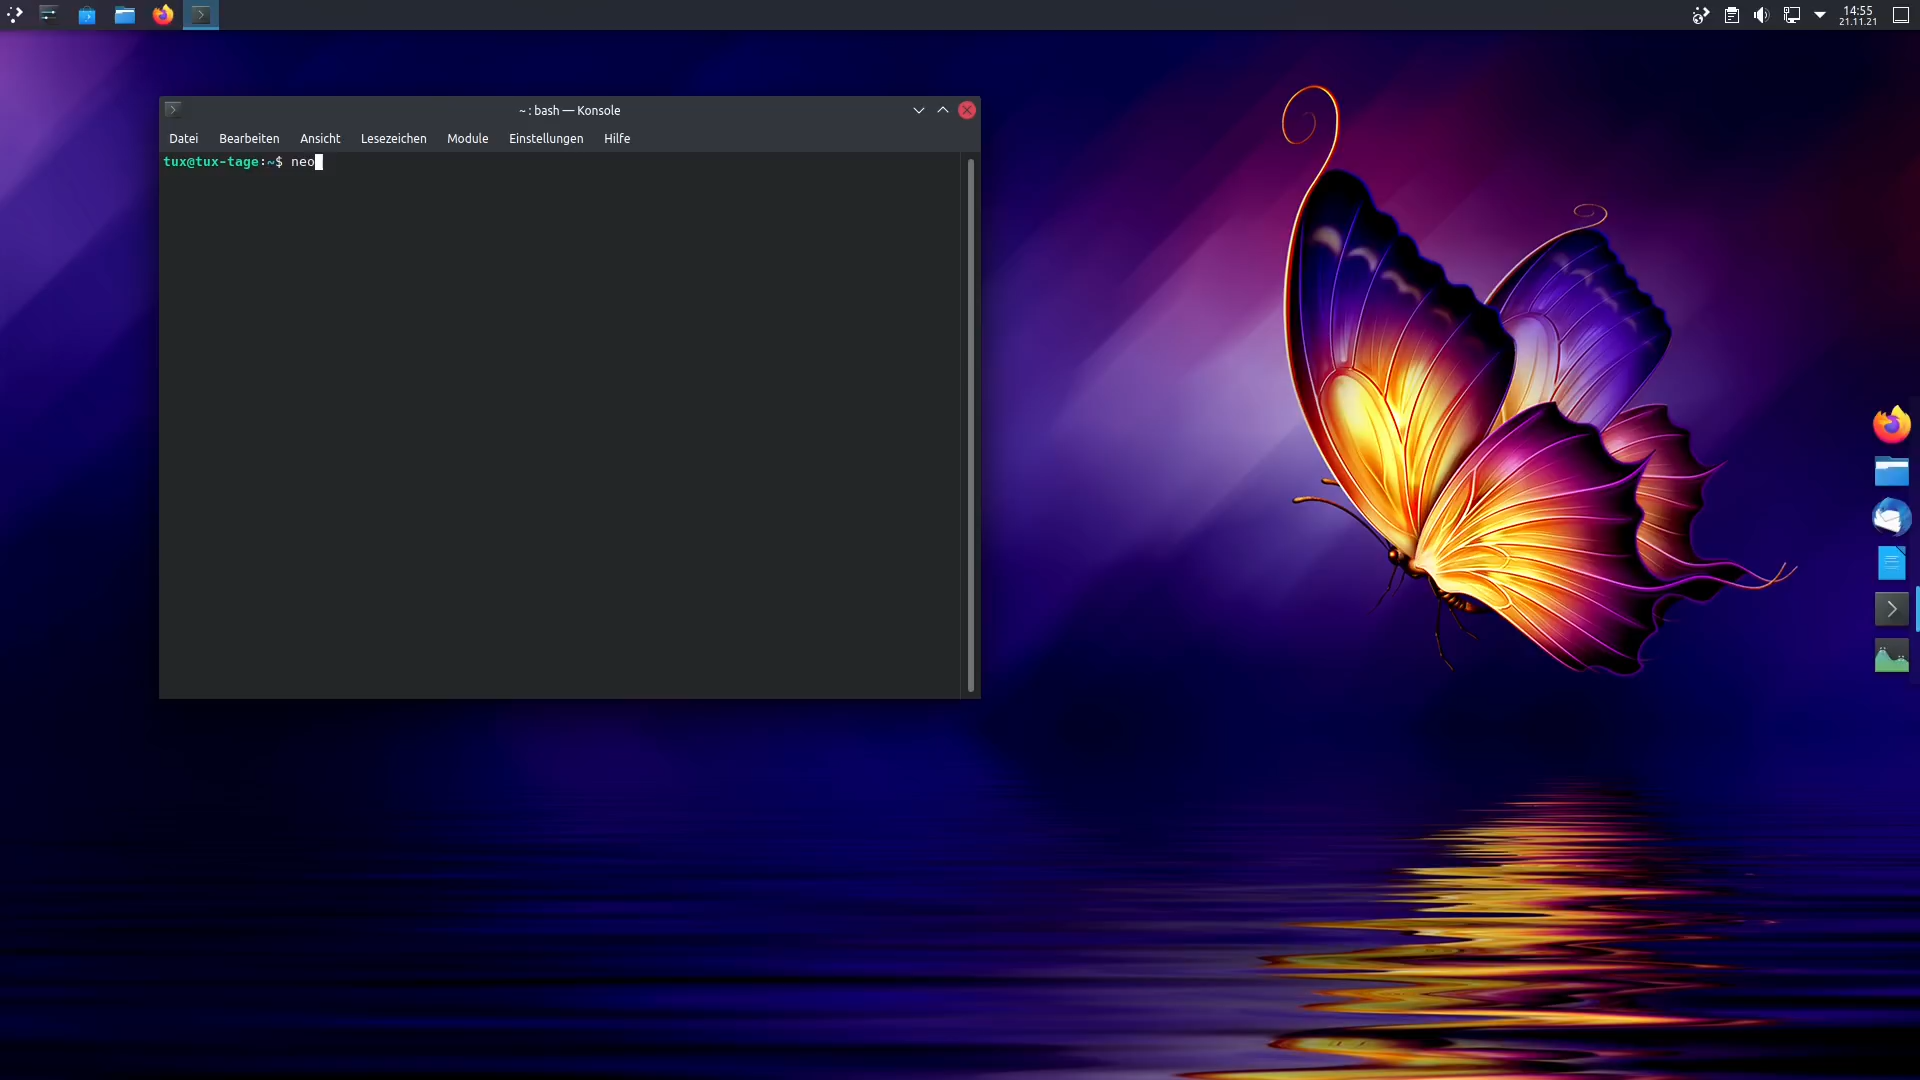 14:55
21.11.21
~ : bash — Konsole
Datei Bearbeiten Ansicht Lesezeichen Module Einstellungen Hilfe
tux@tux-tage:~$ neo